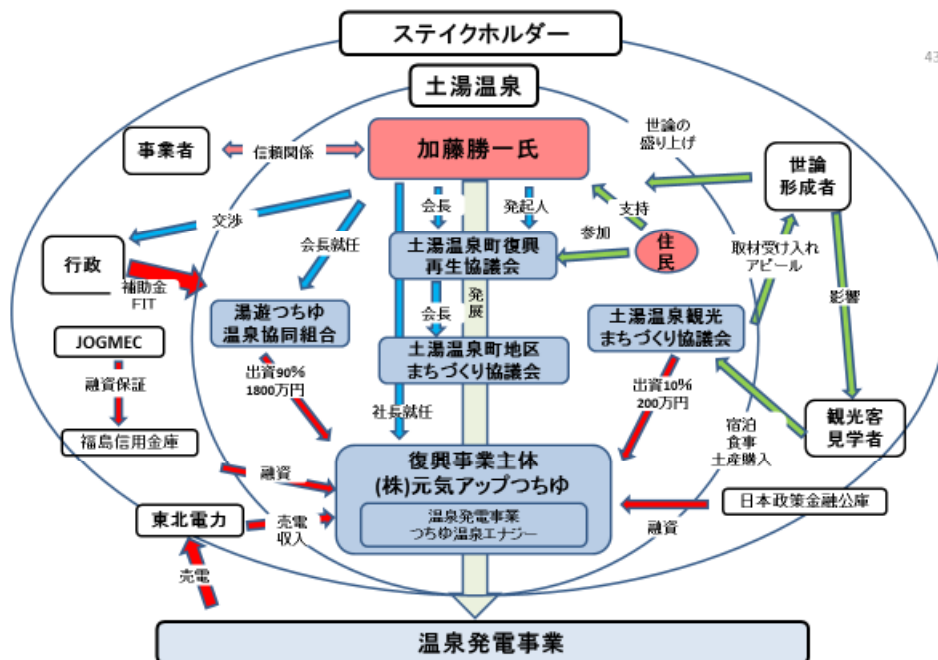 ステイクホルダー
43
土湯温泉
事業者
信頼関係
加藤勝一氏
世論の
盛り上げ
世論
形成者
交渉
会長
発起人
支持
会長就任
参加
住
民
取材受け入れ
アピール
行政
補助金
FIT
土湯温泉町復興
再生協議会
発
展
影響
湯遊つちゆ
温泉協同組合
会長
土湯温泉観光
まちづくり協議会
JOGMEC
土湯温泉町地区
まちづくり協議会
融資保証
出資90%
1800万円
出資10%
200万円
社長就任
福島信用金庫
宿泊
食事
土産購入
観光客
見学者
融資
復興事業主体
(株)元気アップつちゆ
日本政策金融公庫
東北電力
売電
収入
温泉発電事業
つちゆ温泉エナジー
融資
売電
温泉発電事業